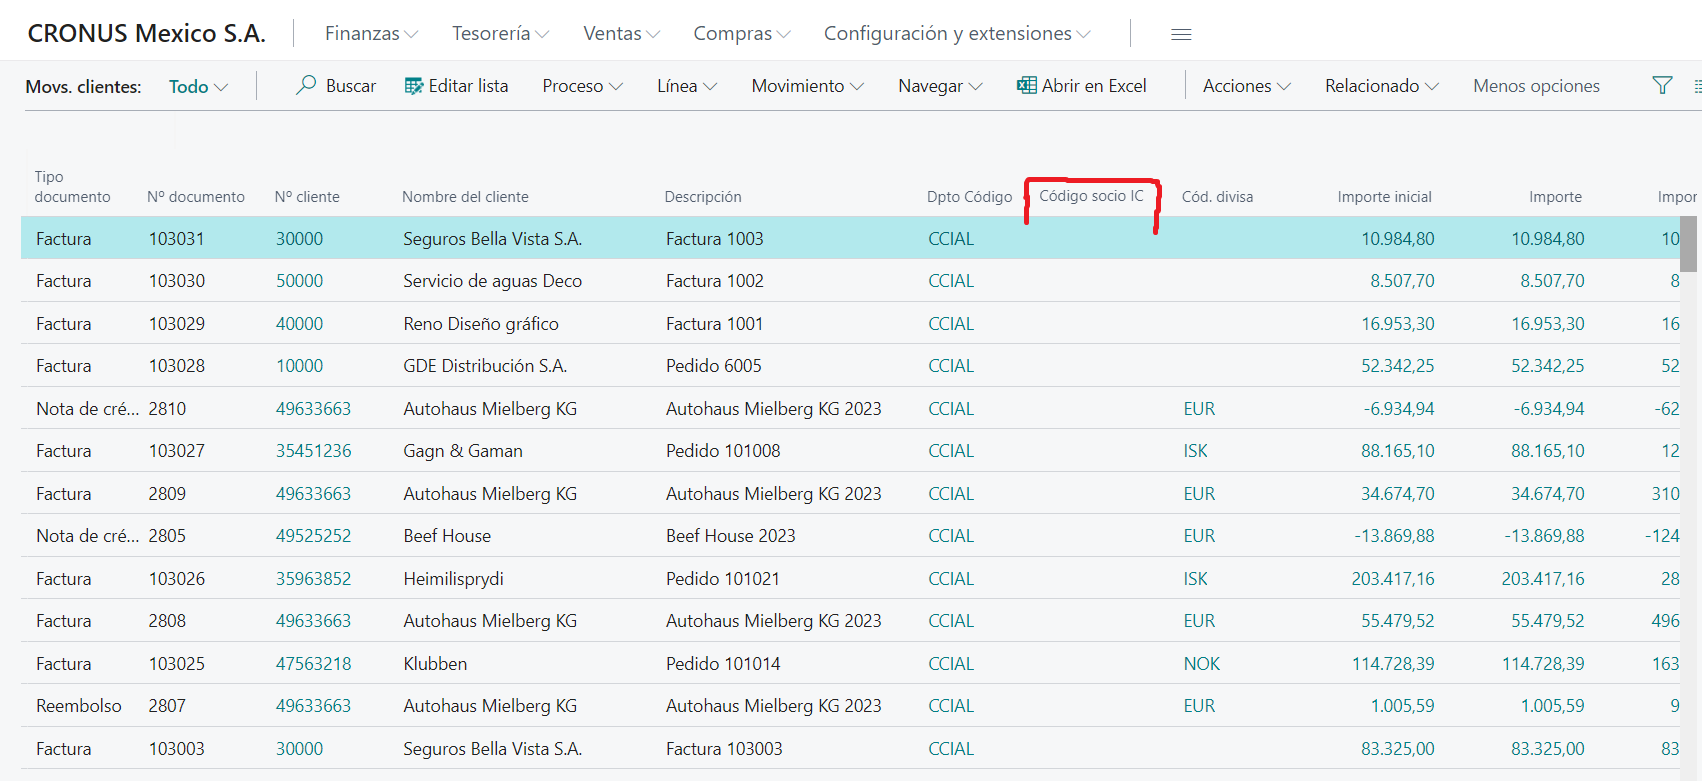 CRONUS Mexico S.A. Finanzas Tesorería Ventas Compras Configuración y extensiones
Movs. clientes: Todo Buscar Editar lista Proceso Línea Movimiento Navegar Abrir en Excel Acciones Relacionado Menos opciones
Tipo documento Nº documento Nº cliente Nombre del cliente Descripción Dpto Código Código socio IC Cód. divisa Importe inicial Importe Impor
Factura 103031 30000 Seguros Bella Vista S.A. Factura 1003 CCIAL 10.984,80 10.984,80 10
Factura 103030 50000 Servicio de aguas Deco Factura 1002 CCIAL 8.507,70 8.507,70 8
Factura 103029 40000 Reno Diseño gráfico Factura 1001 CCIAL 16.953,30 16.953,30 16
Factura 103028 10000 GDE Distribución S.A. Pedido 6005 CCIAL 52.342,25 52.342,25 52
Nota de cré... 2810 49633663 Autohaus Mielberg KG Autohaus Mielberg KG 2023 CCIAL EUR -6.934,94 -6.934,94 -62
Factura 103027 35451236 Gagn & Gaman Pedido 101008 CCIAL ISK 88.165,10 88.165,10 12
Factura 2809 49633663 Autohaus Mielberg KG Autohaus Mielberg KG 2023 CCIAL EUR 34.674,70 34.674,70 310
Nota de cré... 2805 49525252 Beef House Beef House 2023 CCIAL EUR -13.869,88 -13.869,88 -124
Factura 103026 35963852 Heimilisprydi Pedido 101021 CCIAL ISK 203.417,16 203.417,16 28
Factura 2808 49633663 Autohaus Mielberg KG Autohaus Mielberg KG 2023 CCIAL EUR 55.479,52 55.479,52 496
Factura 103025 47563218 Klubben Pedido 101014 CCIAL NOK 114.728,39 114.728,39 163
Reembolso 2807 49633663 Autohaus Mielberg KG Autohaus Mielberg KG 2023 CCIAL EUR 1.005,59 1.005,59 9
Factura 103003 30000 Seguros Bella Vista S.A. Factura 103003 CCIAL 83.325,00 83.325,00 83